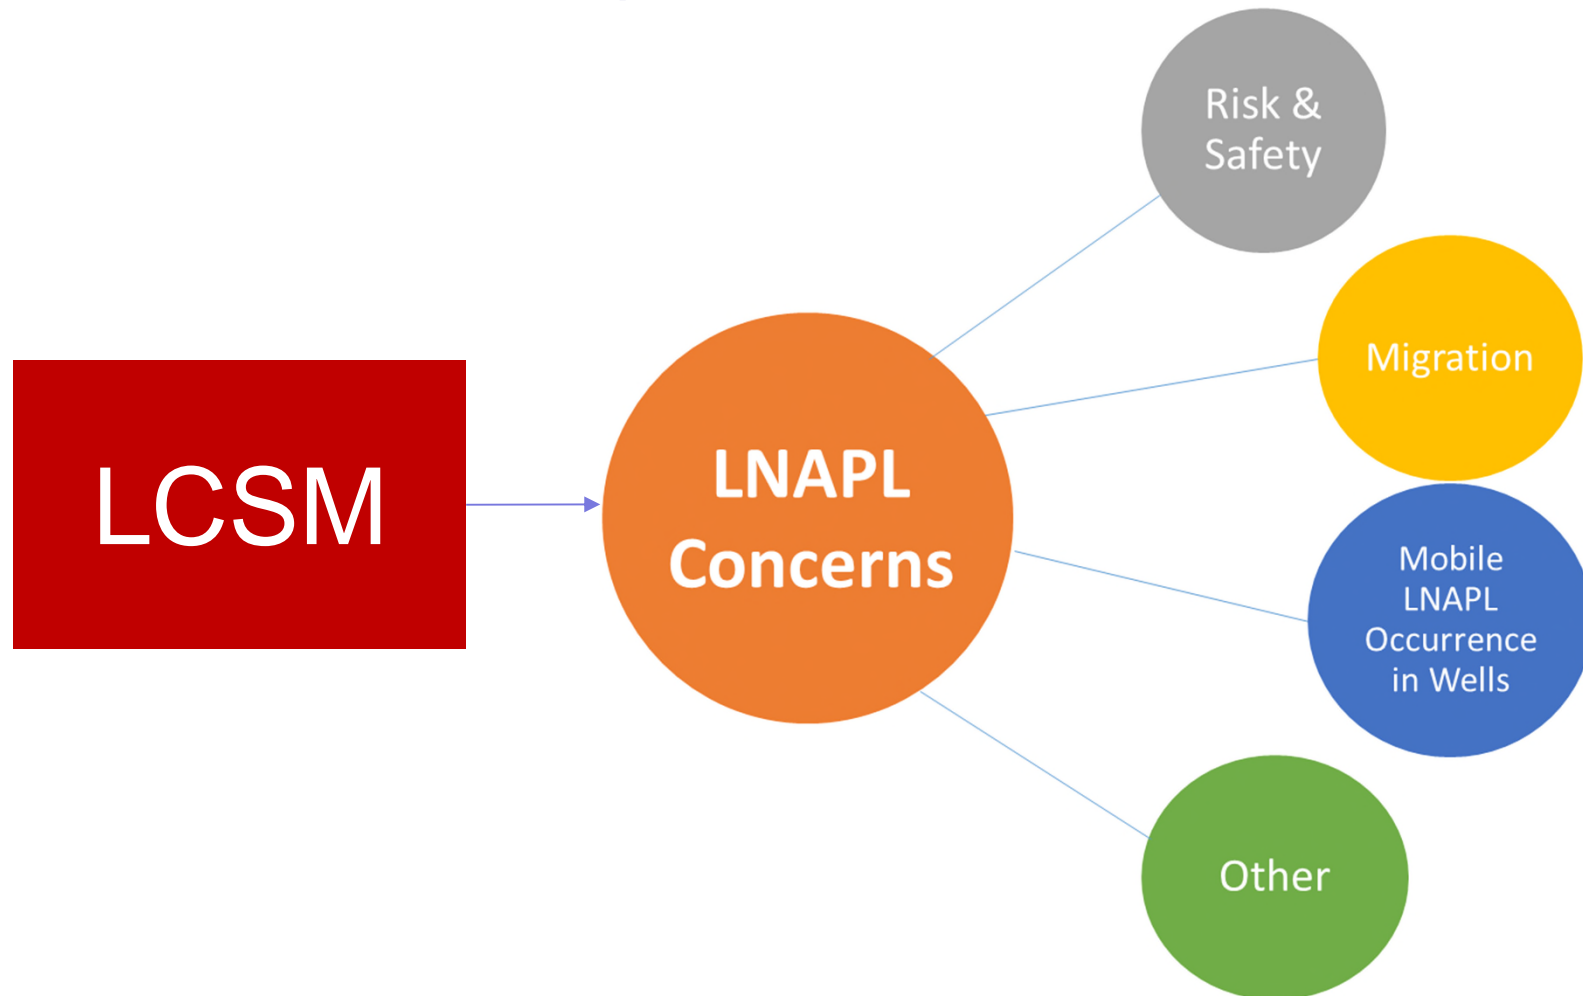 LCSM
LNAPL
Concerns
Risk &
Safety
Migration
Mobile
LNAPL
Occurrence
in Wells
Other